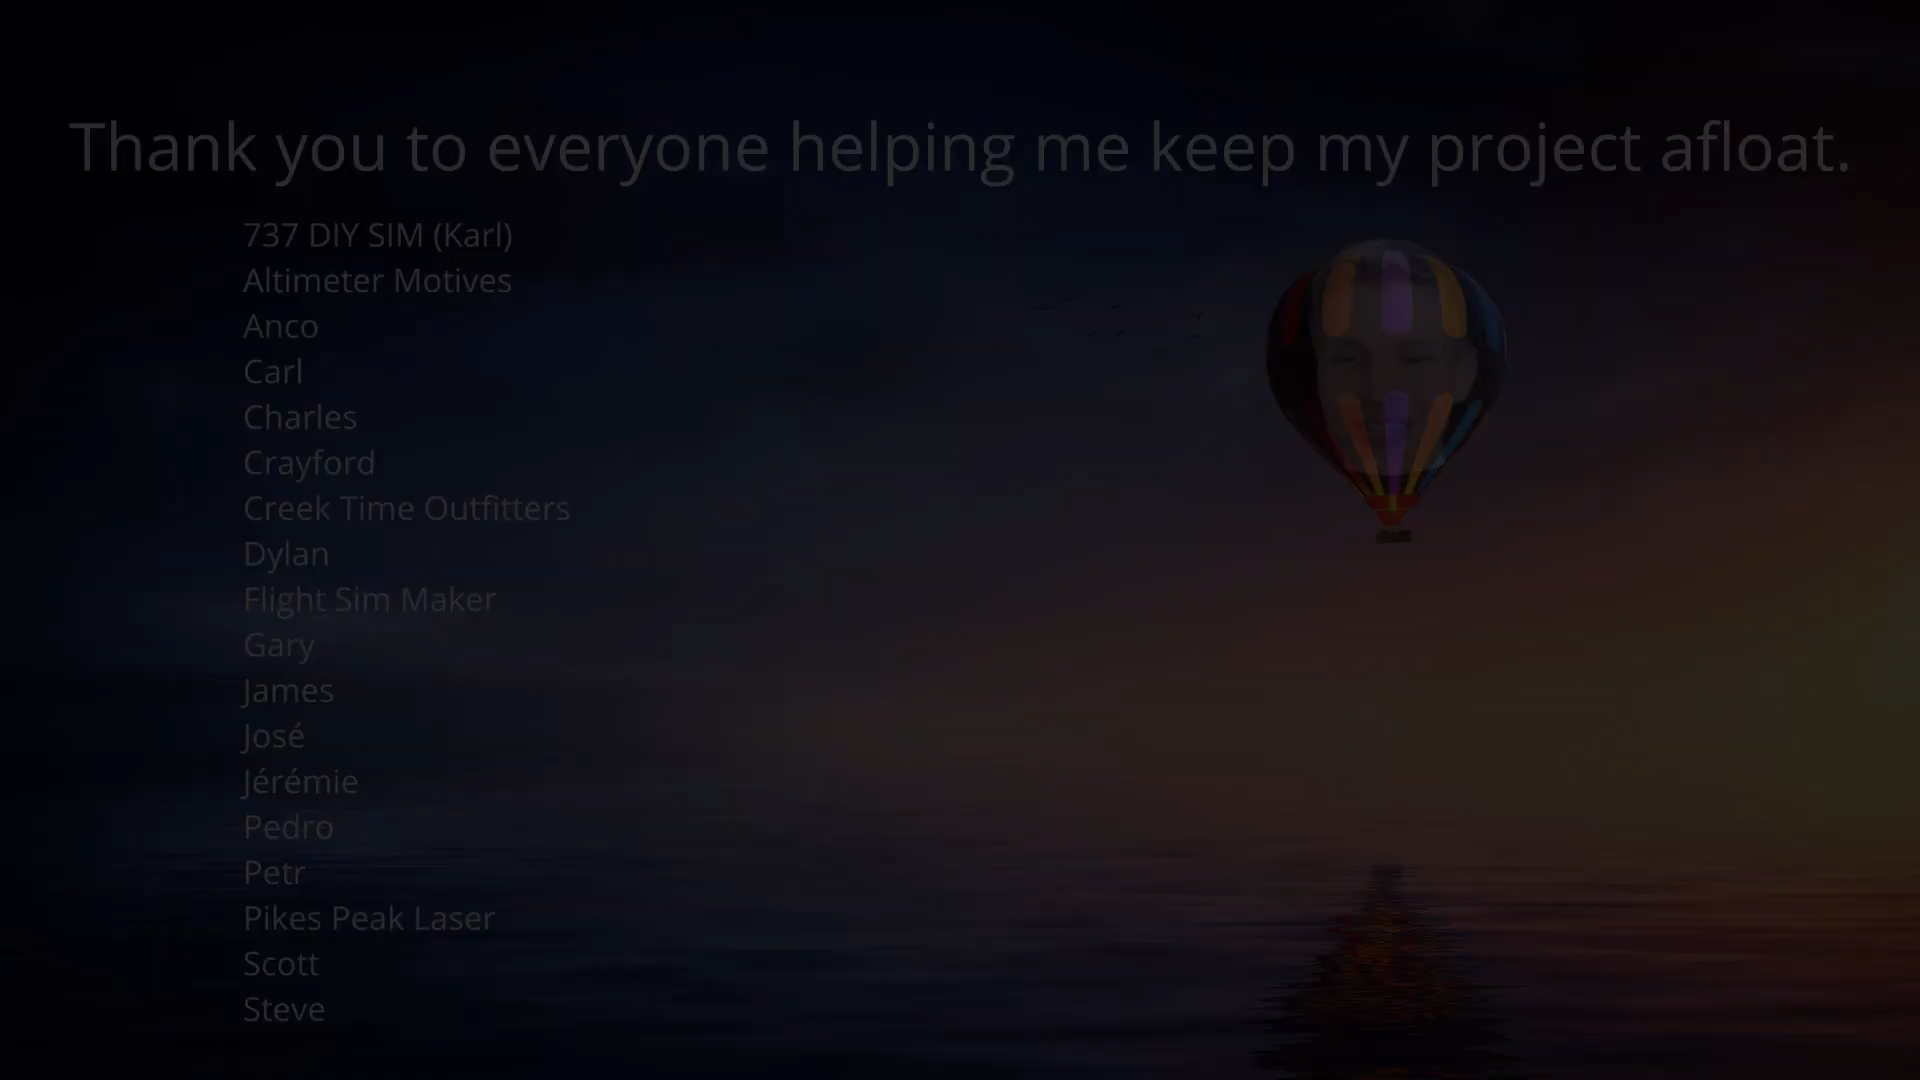 Thank you to everyone helping me keep my project afloat.
737 DIY SIM (Karl)
Altimeter Motives
Anco
Carl
Charles
Crayford
Creek Time Outfitters
Dylan
Flight Sim Maker
Gary
James
José
Jérémie
Pedro
Petr
Pikes Peak Laser
Scott
Steve